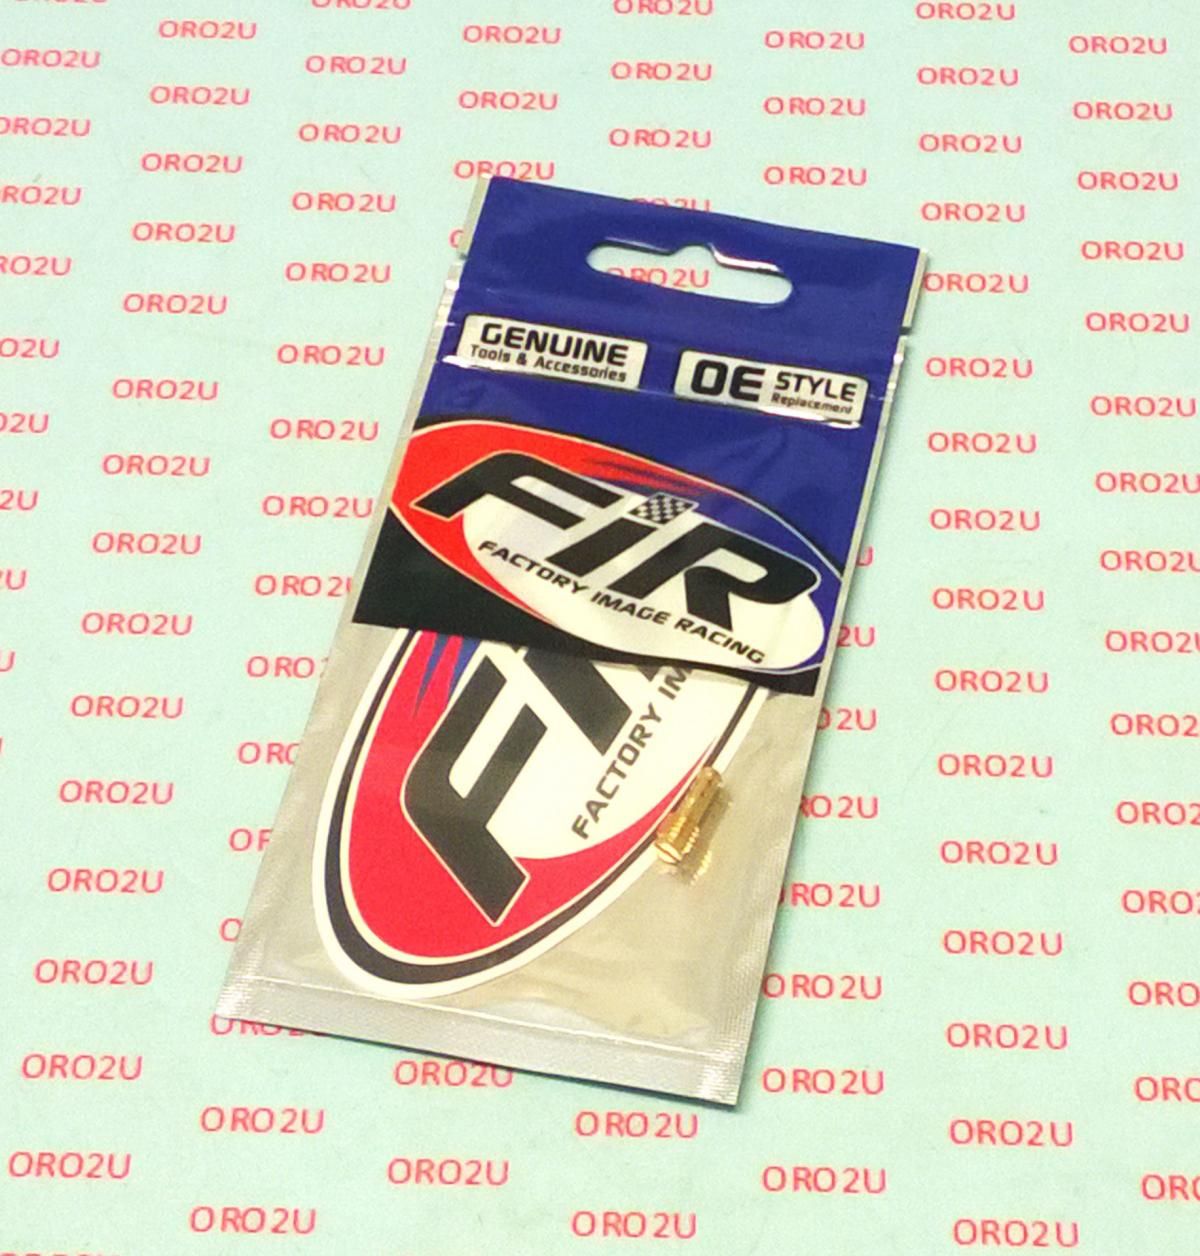 ORO2U
GENUINE
Tools & Accessories
OE STYLE
Replacement
FiR
FACTORY IMAGE RACING
FiR
FACTORY IM